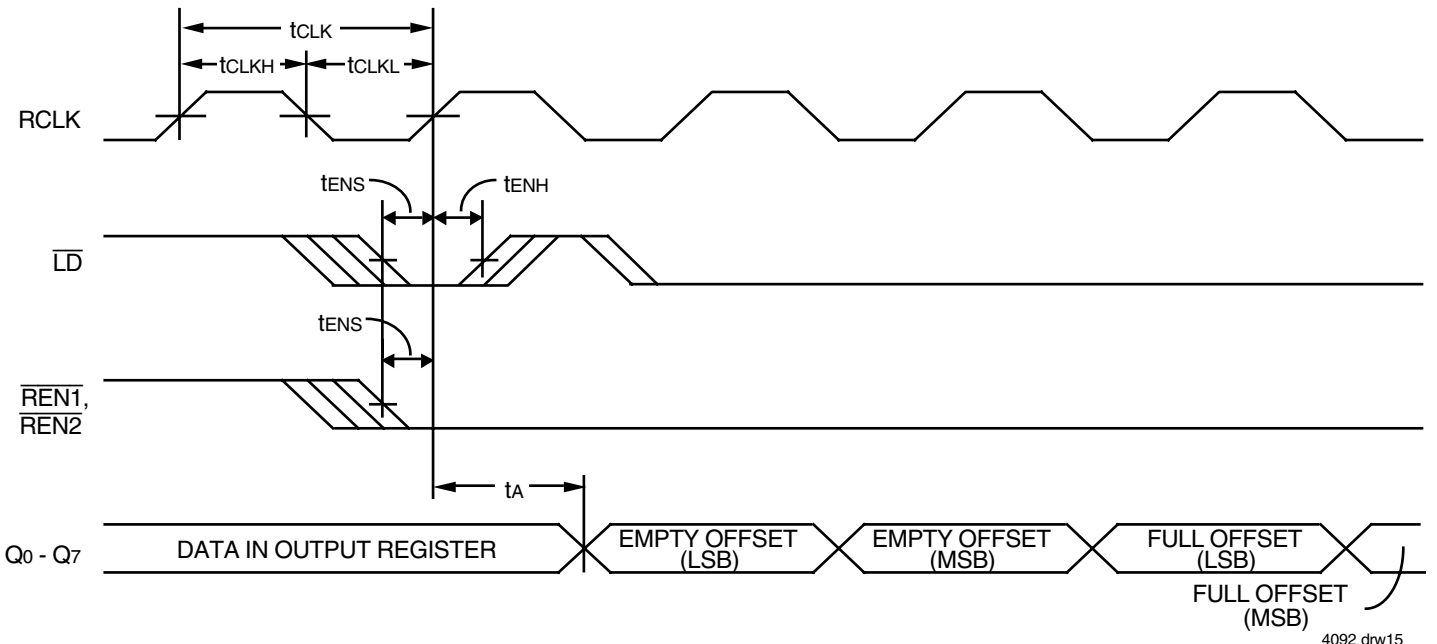 tCLK
tCLKH
tCLKL
RCLK
tENS
tENH
LD
tENS
REN1,
REN2
tA
Q0 - Q7
DATA IN OUTPUT REGISTER
EMPTY OFFSET
(LSB)
EMPTY OFFSET
(MSB)
FULL OFFSET
(LSB)
FULL OFFSET
(MSB)
4092 drw15